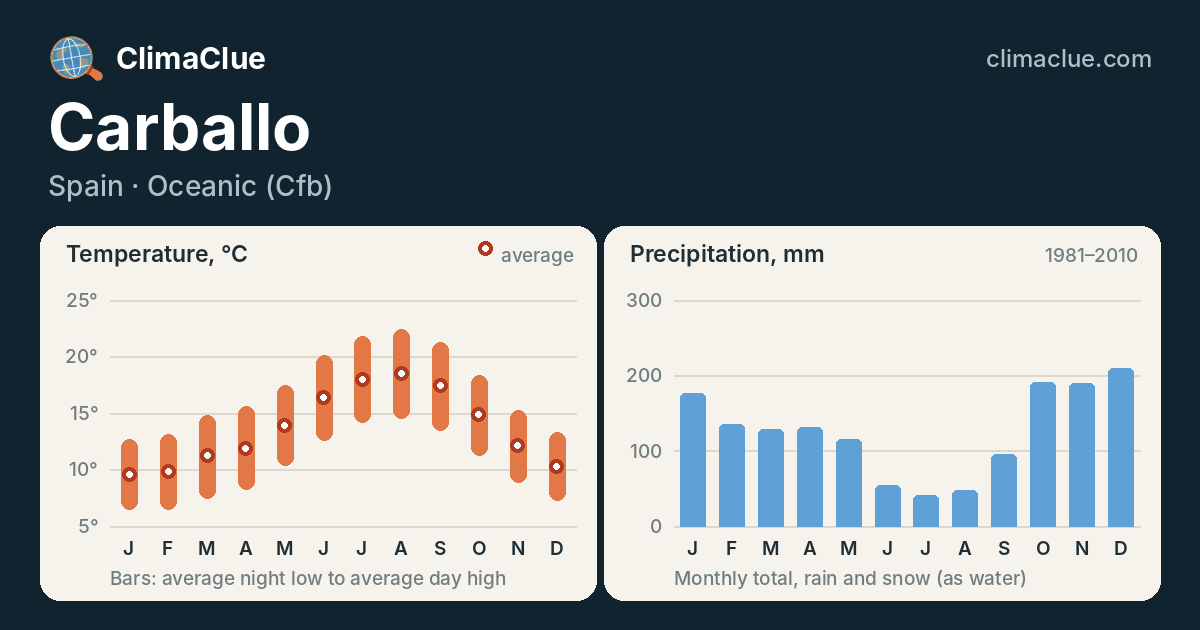 ClimaClue
climaclue.com
Carballo
Spain · Oceanic (Cfb)
Temperature, °C
average
25°
20°
15°
10°
5°
J F M A M J J A S O N D
Bars: average night low to average day high
Precipitation, mm
1981–2010
300
200
100
0
J F M A M J J A S O N D
Monthly total, rain and snow (as water)